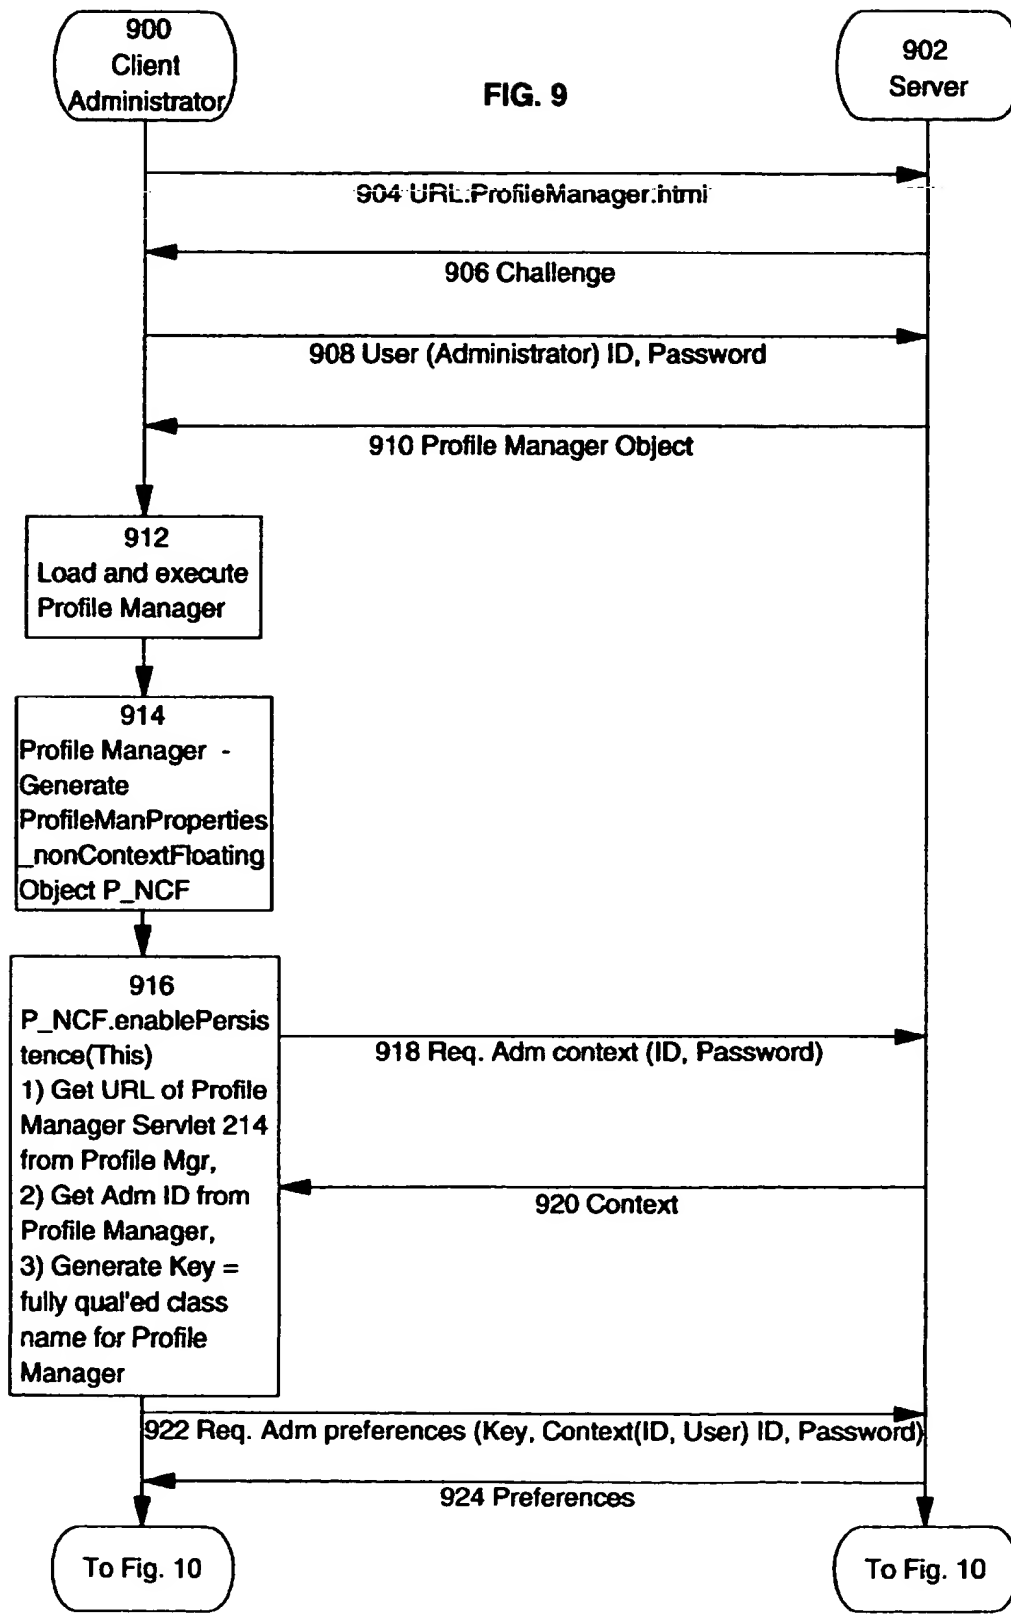 900
Client
Administrator
902
Server
FIG. 9
904 URL.ProfileManager.html
906 Challenge
908 User (Administrator) ID, Password
910 Profile Manager Object
912
Load and execute
Profile Manager
914
Profile Manager -
Generate
ProfileManProperties
_nonContextFloating
Object P_NCF
916
P_NCF.enablePersis
tence(This)
1) Get URL of Profile
Manager Servlet 214
from Profile Mgr,
2) Get Adm ID from
Profile Manager,
3) Generate Key =
fully qual'ed class
name for Profile
Manager
918 Req. Adm context (ID, Password)
920 Context
922 Req. Adm preferences (Key, Context(ID, User) ID, Password)
924 Preferences
To Fig. 10
To Fig. 10